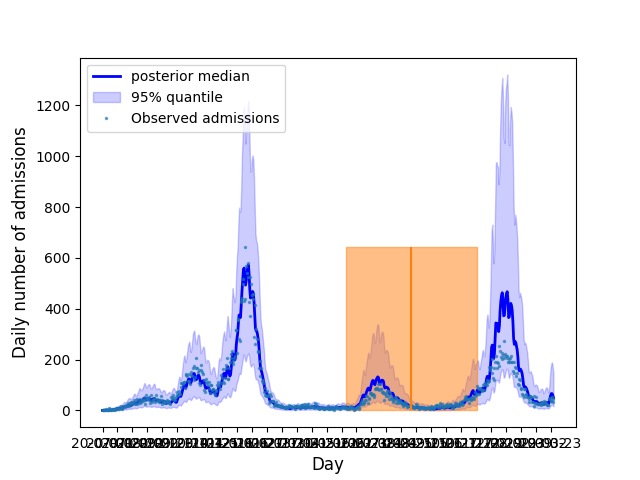 posterior median
95% quantile
Observed admissions
1200
1000
800
600
400
200
0
Daily number of admissions
Day